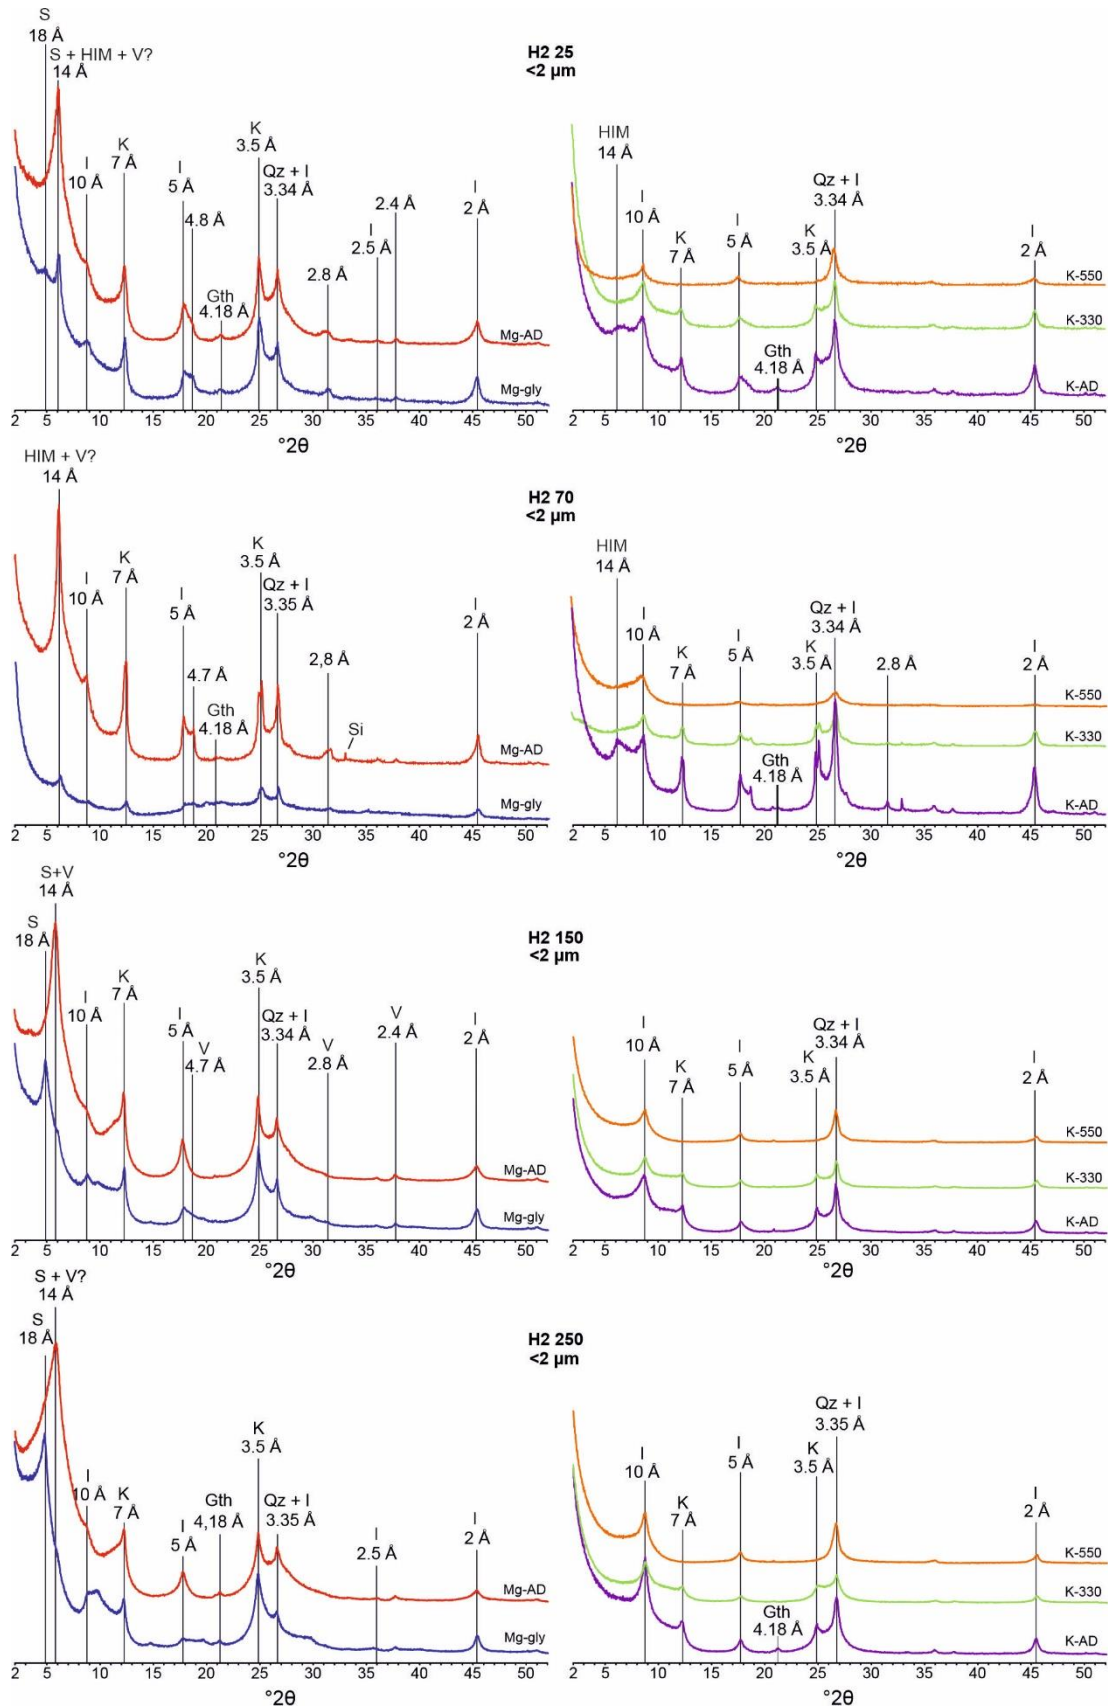 S
18 Å
S + HIM + V?
14 Å
I
10 Å
K
7 Å
I
5 Å
4.8 Å
Gth
4.18 Å
K
3.5 Å
Qz + I
3.34 Å
2.8 Å
I
2.5 Å
2.4 Å
I
2 Å
Mg-AD
Mg-gly
2 5 10 15 20 25 30 35 40 45 50
°2θ
H2 25
<2 µm
HIM
14 Å
I
10 Å
K
7 Å
I
5 Å
Gth
4.18 Å
K
3.5 Å
Qz + I
3.34 Å
I
2 Å
K-550
K-330
K-AD
2 5 10 15 20 25 30 35 40 45 50
°2θ
HIM + V?
14 Å
I
10 Å
K
7 Å
I
5 Å
4.7 Å
Gth
4.18 Å
K
3.5 Å
Qz + I
3.35 Å
2,8 Å
Si
I
2 Å
Mg-AD
Mg-gly
2 5 10 15 20 25 30 35 40 45 50
°2θ
H2 70
<2 µm
HIM
14 Å
I
10 Å
K
7 Å
I
5 Å
Gth
4.18 Å
K
3.5 Å
Qz + I
3.34 Å
2.8 Å
I
2 Å
K-550
K-330
K-AD
2 5 10 15 20 25 30 35 40 45 50
°2θ
S+V
14 Å
S
18 Å
I
10 Å
K
7 Å
I
5 Å
V
4.7 Å
K
3.5 Å
Qz + I
3.34 Å
V
2.8 Å
V
2.4 Å
I
2 Å
Mg-AD
Mg-gly
2 5 10 15 20 25 30 35 40 45 50
°2θ
H2 150
<2 µm
I
10 Å
K
7 Å
I
5 Å
K
3.5 Å
Qz + I
3.34 Å
I
2 Å
K-550
K-330
K-AD
2 5 10 15 20 25 30 35 40 45 50
°2θ
S + V?
14 Å
S
18 Å
I
10 Å
K
7 Å
I
5 Å
Gth
4,18 Å
K
3.5 Å
Qz + I
3.35 Å
I
2.5 Å
I
2 Å
Mg-AD
Mg-gly
2 5 10 15 20 25 30 35 40 45 50
°2θ
H2 250
<2 µm
I
10 Å
K
7 Å
I
5 Å
Gth
4.18 Å
K
3.5 Å
Qz + I
3.35 Å
I
2 Å
K-550
K-330
K-AD
2 5 10 15 20 25 30 35 40 45 50
°2θ